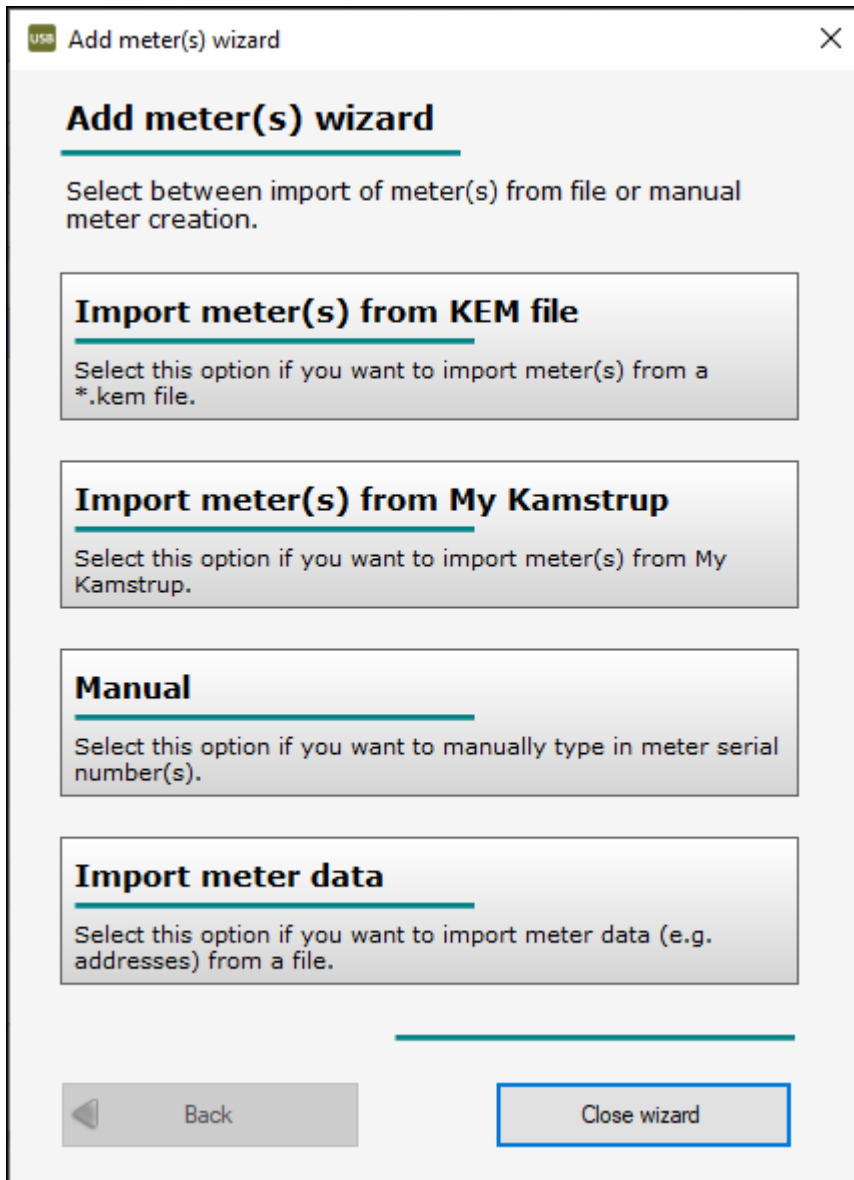 USB Add meter(s) wizard
Add meter(s) wizard
Select between import of meter(s) from file or manual
meter creation.
Import meter(s) from KEM file
Select this option if you want to import meter(s) from a
*.kem file.
Import meter(s) from My Kamstrup
Select this option if you want to import meter(s) from My
Kamstrup.
Manual
Select this option if you want to manually type in meter serial
number(s).
Import meter data
Select this option if you want to import meter data (e.g.
addresses) from a file.
Back Close wizard